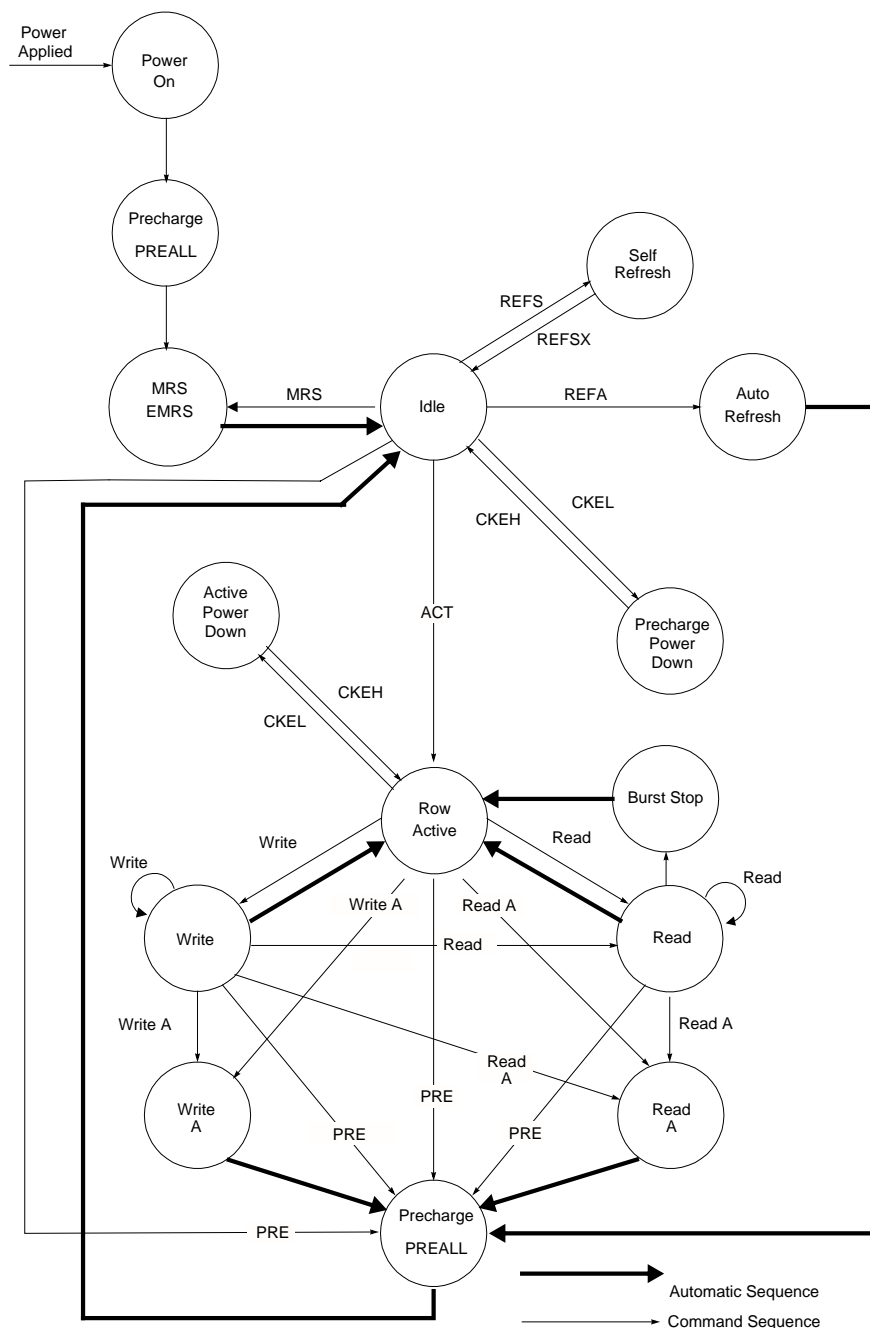 Power
Applied
Power
On
Precharge
PREALL
Self
Refresh
REFS
REFSX
MRS
EMRS
MRS
Idle
REFA
Auto
Refresh
CKEL
CKEH
Active
Power
Down
ACT
Precharge
Power
Down
CKEH
CKEL
Row
Active
Burst Stop
Write
Read
Write
Read
Write A
Read A
Write
Read
Read
Write A
Read A
Read
A
Write
A
PRE
Read
A
PRE
PRE
Precharge
PREALL
PRE
Automatic Sequence
Command Sequence